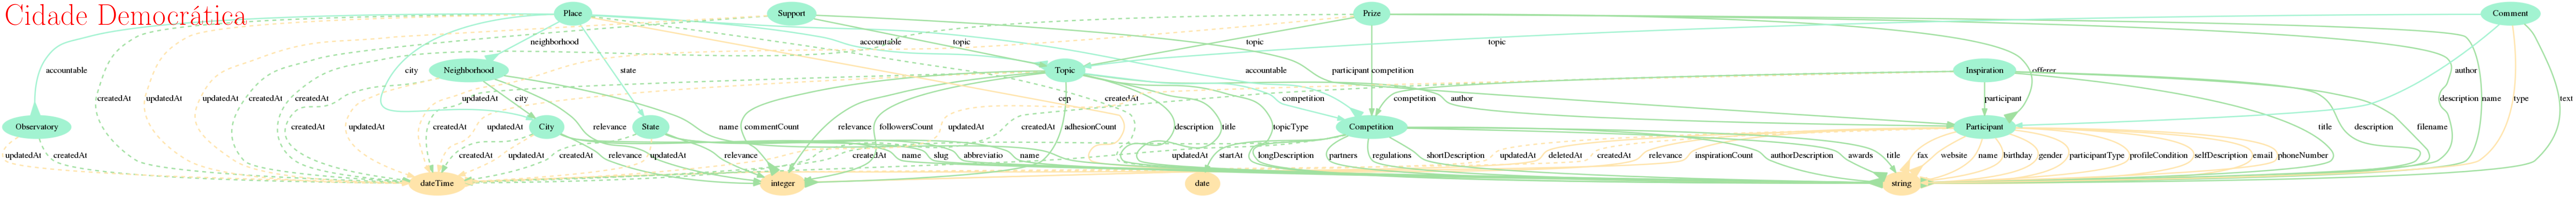 Cidade Democrática
Place
Support
Prize
Comment
neighborhood
accountable
topic
topic
topic
accountable
Neighborhood
city
state
Topic
accountable
participant
competition
Inspiration
offerer
author
createdAt
updatedAt
updatedAt
createdAt
createdAt
updatedAt
city
cep
createdAt
competition
competition
author
participant
description
name
type
text
Observatory
createdAt
updatedAt
City
relevance
State
name
commentCount
relevance
followersCount
adhesionCount
updatedAt
createdAt
description
title
topicType
Competition
Participant
title
description
filename
createdAt
updatedAt
updatedAt
createdAt
createdAt
updatedAt
createdAt
relevance
updatedAt
relevance
createdAt
name
slug
abbreviatio
name
updatedAt
startAt
longDescription
partners
regulations
shortDescription
updatedAt
deletedAt
createdAt
relevance
inspirationCount
authorDescription
awards
title
fax
website
name
birthday
gender
participantType
profileCondition
selfDescription
email
phoneNumber
dateTime
integer
date
string